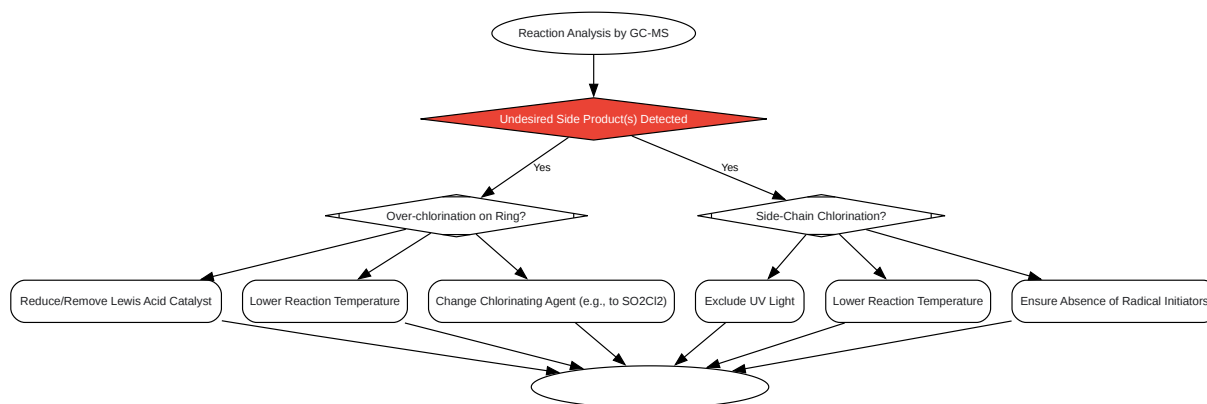 Reaction Analysis by GC-MS
Undesired Side Product(s) Detected
Yes
Yes
Over-chlorination on Ring?
Side-Chain Chlorination?
Reduce/Remove Lewis Acid Catalyst
Lower Reaction Temperature
Change Chlorinating Agent (e.g., to SO2Cl2)
Exclude UV Light
Lower Reaction Temperature
Ensure Absence of Radical Initiators